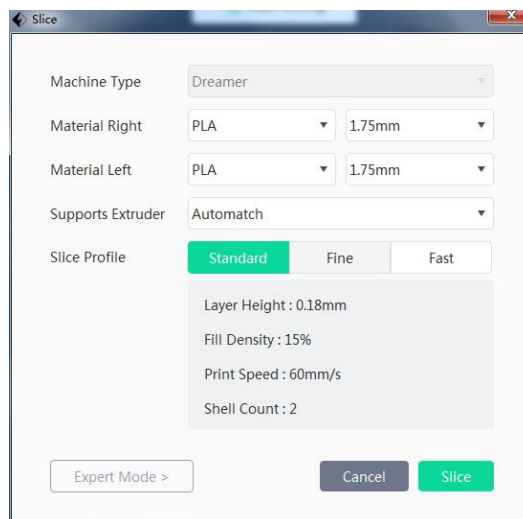 Slice
Machine Type Dreamer
Material Right PLA 1.75mm
Material Left PLA 1.75mm
Supports Extruder Automatch
Slice Profile Standard Fine Fast
Layer Height : 0.18mm
Fill Density : 15%
Print Speed : 60mm/s
Shell Count : 2
Expert Mode > Cancel Slice